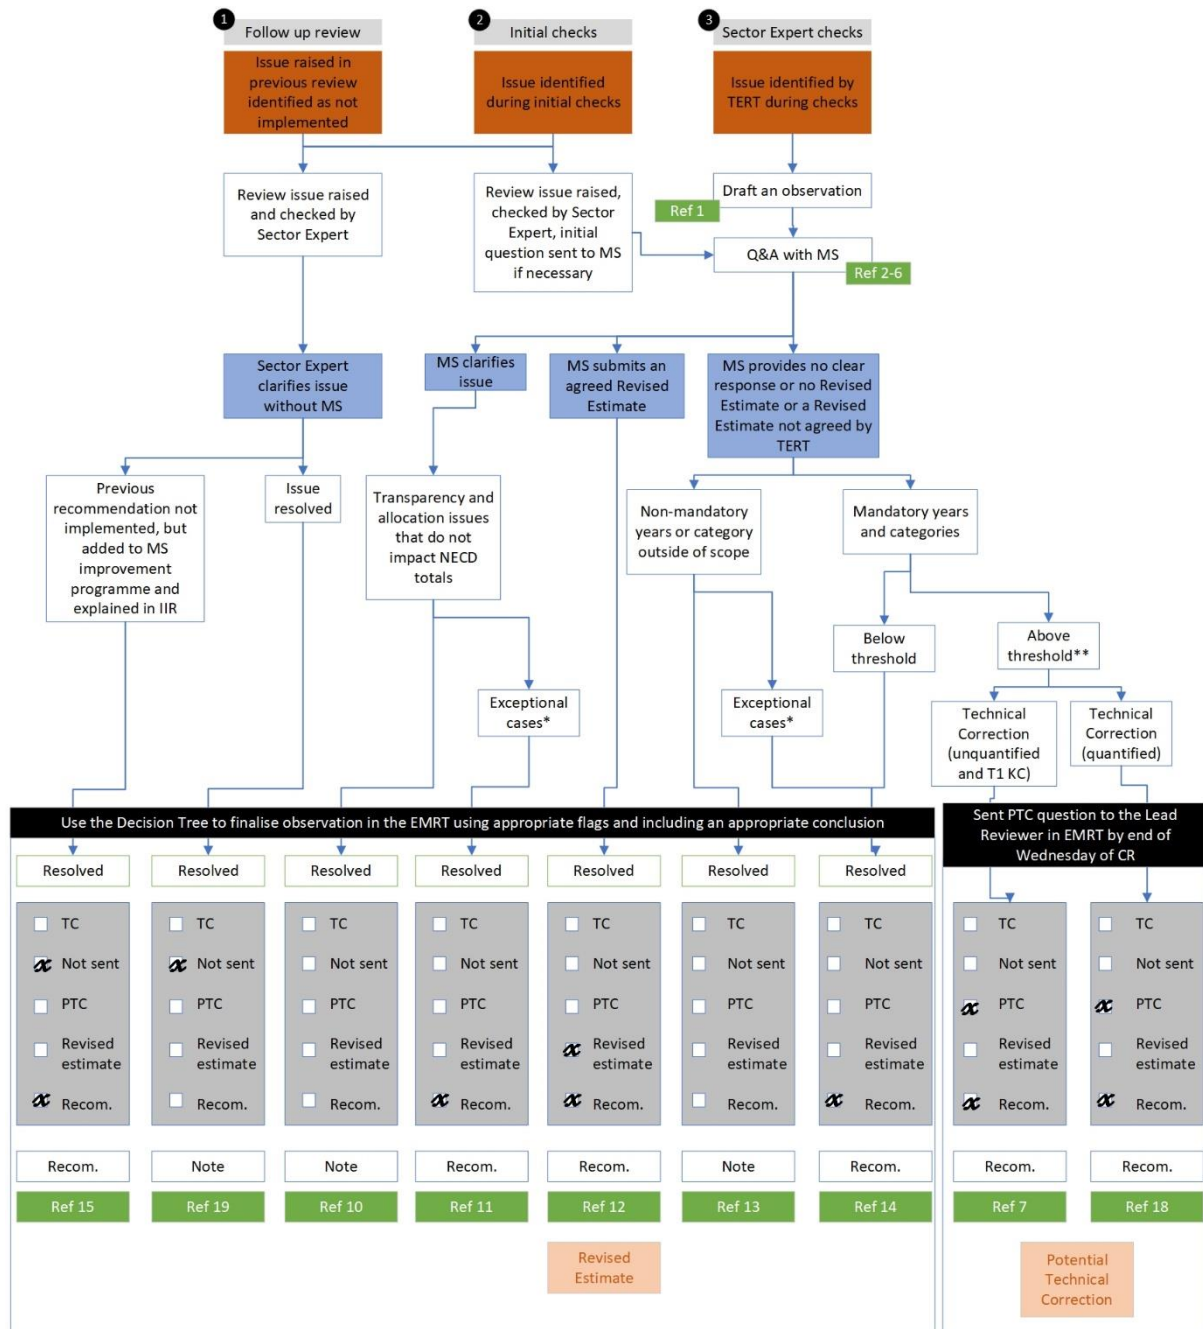 1
Follow up review
2
Initial checks
3
Sector Expert checks
Issue raised in
previous review
identified as not
implemented
Issue identified
during initial checks
Issue identified by
TERT during checks
Review issue raised
and checked by
Sector Expert
Review issue raised,
checked by Sector
Expert, initial
question sent to MS
if necessary
Draft an observation
Ref 1
Q&A with MS
Ref 2-6
Sector Expert
clarifies issue
without MS
MS clarifies
issue
MS submits an
agreed Revised
Estimate
MS provides no clear
response or no Revised
Estimate or a Revised
Estimate not agreed by
TERT
Previous
recommendation not
implemented, but
added to MS
improvement
programme and
explained in IIR
Issue
resolved
Transparency and
allocation issues
that do not
impact NECD
totals
Non-mandatory
years or category
outside of scope
Mandatory years
and categories
Below
threshold
Above
threshold**
Exceptional
cases*
Exceptional
cases*
Technical
Correction
(unquantified
and T1 KC)
Technical
Correction
(quantified)
Use the Decision Tree to finalise observation in the EMRT using appropriate flags and including an appropriate conclusion
Sent PTC question to the Lead
Reviewer in EMRT by end of
Wednesday of CR
Resolved
Resolved
Resolved
Resolved
Resolved
Resolved
Resolved
TC
Not sent
PTC
Revised
estimate
Recom.
TC
Not sent
PTC
Revised
estimate
Recom.
TC
Not sent
PTC
Revised
estimate
Recom.
TC
Not sent
PTC
Revised
estimate
Recom.
TC
Not sent
PTC
Revised
estimate
Recom.
TC
Not sent
PTC
Revised
estimate
Recom.
TC
Not sent
PTC
Revised
estimate
Recom.
TC
Not sent
PTC
Revised
estimate
Recom.
TC
Not sent
PTC
Revised
estimate
Recom.
Recom.
Note
Note
Recom.
Recom.
Note
Recom.
Recom.
Recom.
Ref 15
Ref 19
Ref 10
Ref 11
Ref 12
Ref 13
Ref 14
Ref 7
Ref 18
Revised
Estimate
Potential
Technical
Correction